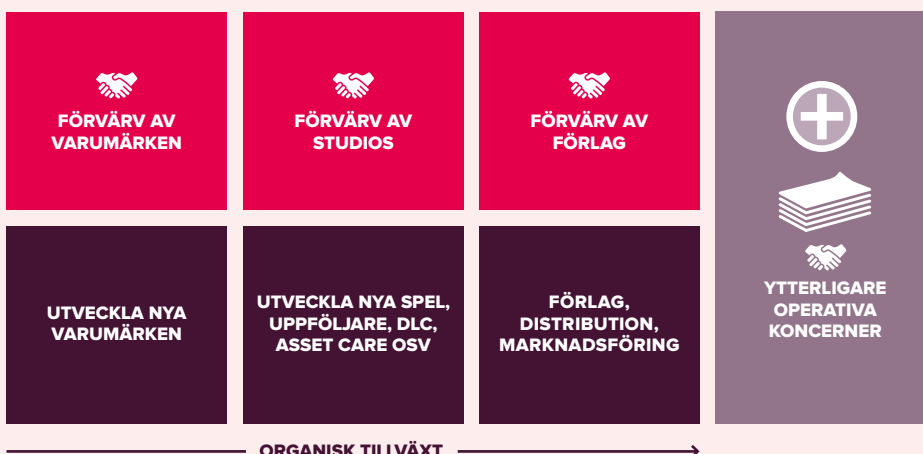 FÖRVÄRV AV
VARUMÄRKEN
FÖRVÄRV AV
STUDIOS
FÖRVÄRV AV
FÖRLAG
UTVECKLA NYA
VARUMÄRKEN
UTVECKLA NYA SPEL,
UPPFÖLJARE, DLC,
ASSET CARE OSV
FÖRLAG,
DISTRIBUTION,
MARKNADSFÖRING
YTTERLIGARE
OPERATIVA
KONCERNER
ORGANISK TILLVÄXT